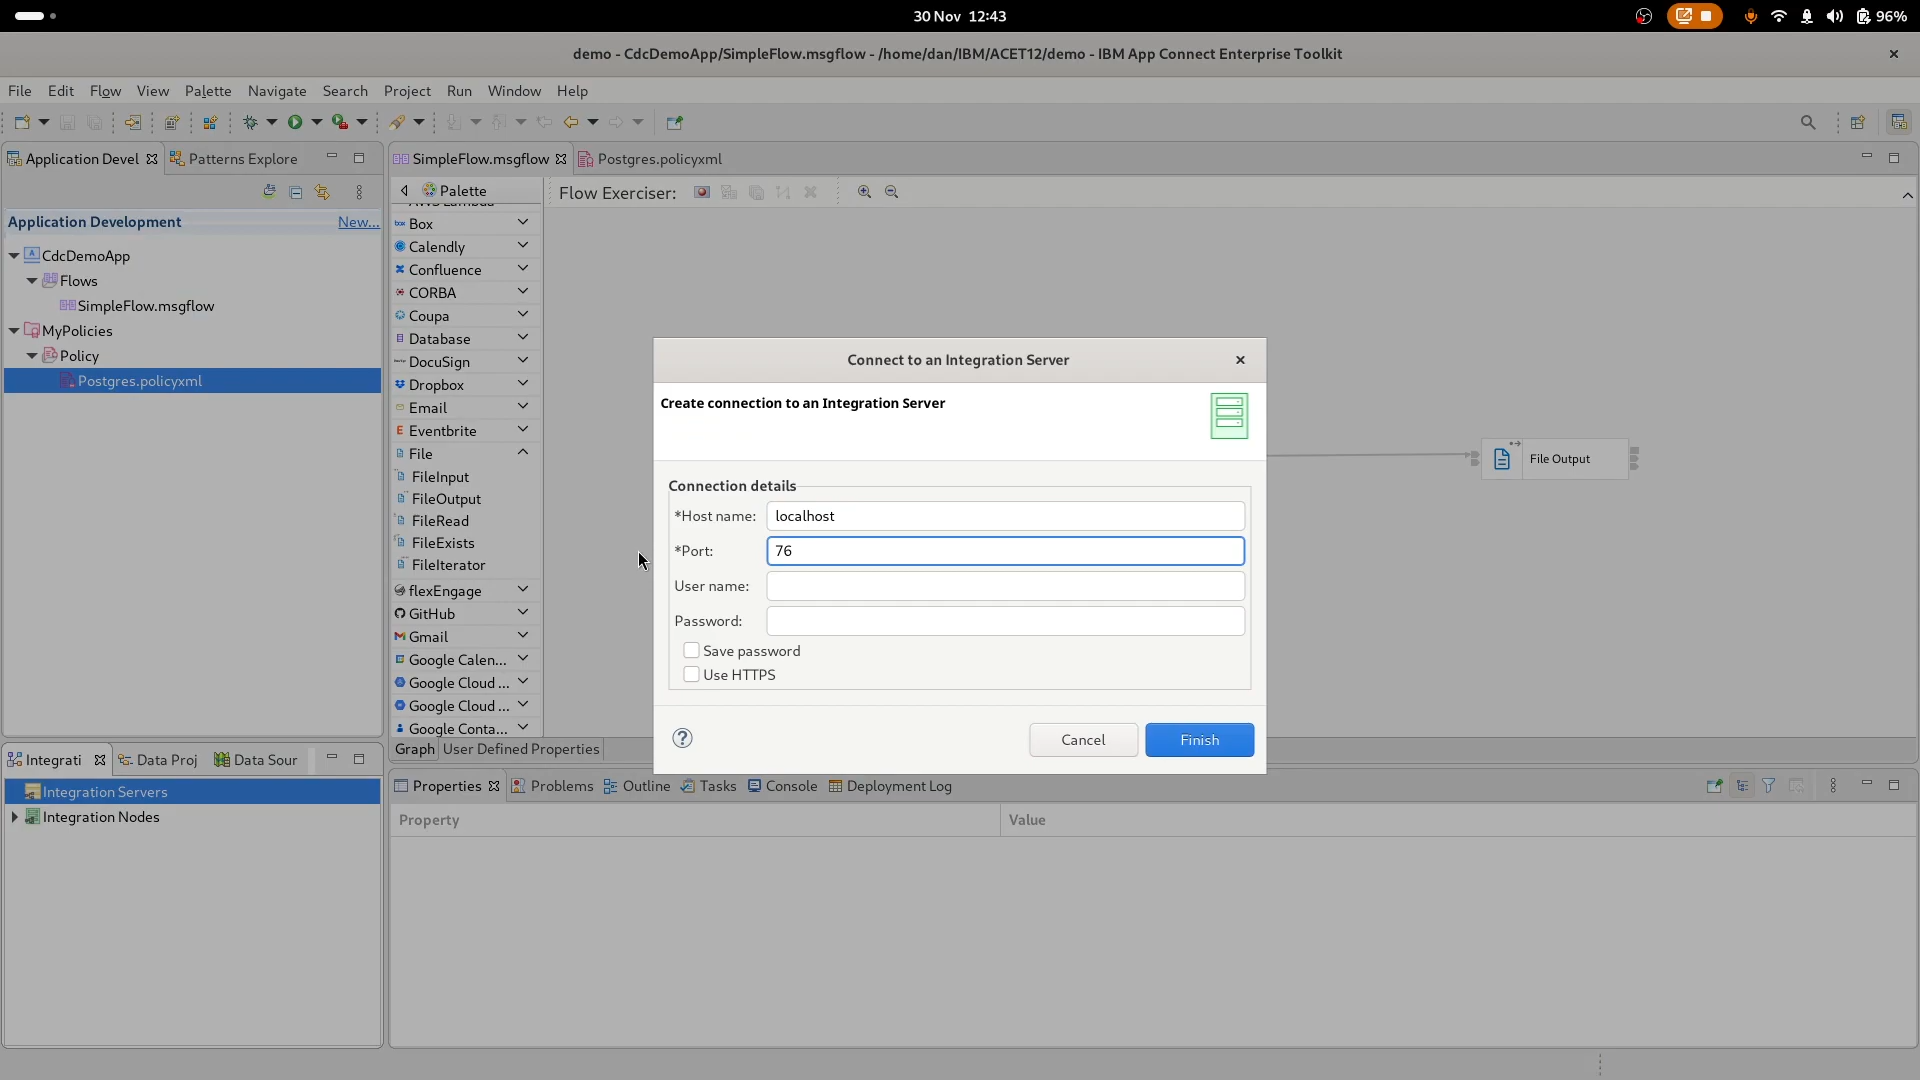 30 Nov 12:43
96%
demo - CdcDemoApp/SimpleFlow.msgflow - /home/dan/IBM/ACET12/demo - IBM App Connect Enterprise Toolkit
File Edit Flow View Palette Navigate Search Project Run Window Help
Application Devel
Patterns Explore
Application Development
New...
CdcDemoApp
Flows
SimpleFlow.msgflow
MyPolicies
Policy
Postgres.policyxml
SimpleFlow.msgflow
Postgres.policyxml
Palette
Flow Exerciser:
AWS Lambda
Box
Calendly
Confluence
CORBA
Coupa
Database
DocuSign
Dropbox
Email
Eventbrite
File
FileInput
FileOutput
FileRead
FileExists
FileIterator
flexEngage
GitHub
Gmail
Google Calen...
Google Cloud ...
Google Cloud ...
Google Conta...
Graph
User Defined Properties
File Output
Connect to an Integration Server
Create connection to an Integration Server
Connection details
*Host name: localhost
*Port: 76
User name:
Password:
Save password
Use HTTPS
Cancel
Finish
Integrati
Data Proj
Data Sour
Integration Servers
Integration Nodes
Properties
Problems
Outline
Tasks
Console
Deployment Log
Property
Value